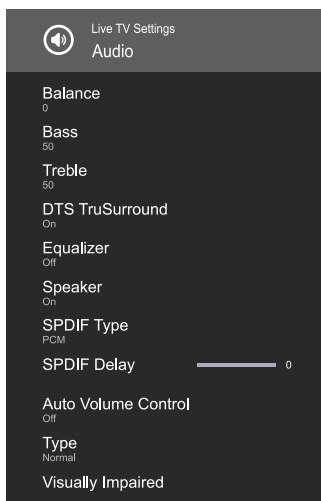 Live TV Settings
Audio
Balance
0
Bass
50
Treble
50
DTS TruSurround
On
Equalizer
Off
Speaker
On
SPDIF Type
PCM
SPDIF Delay 0
Auto Volume Control
Off
Type
Normal
Visually Impaired